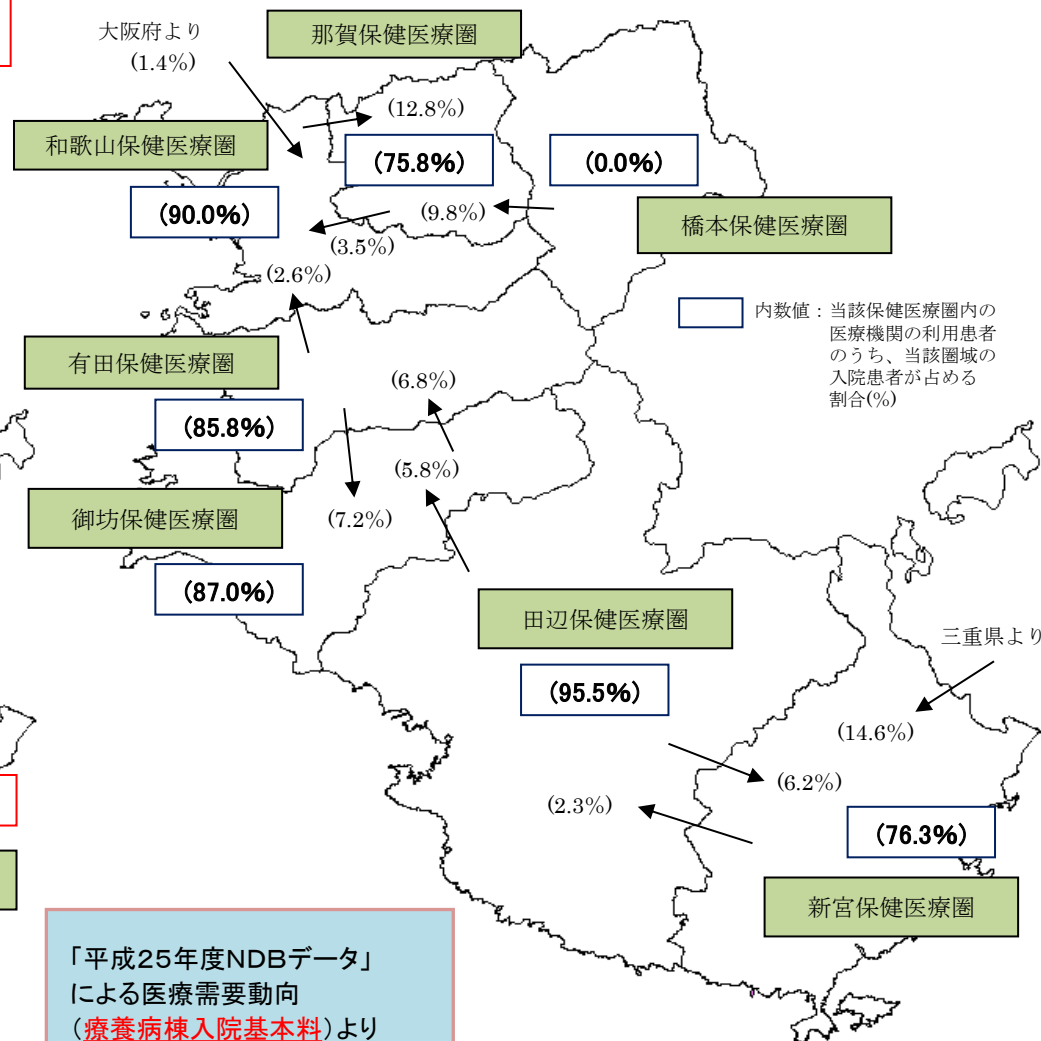 大阪府より
(1.4%)
那賀保健医療圏
(12.8%)
和歌山保健医療圏
(75.8%)
(0.0%)
(90.0%)
(9.8%)
橋本保健医療圏
(3.5%)
(2.6%)
内数値：当該保健医療圏内の
医療機関の利用患者
のうち、当該圏域の
入院患者が占める
割合(%)
有田保健医療圏
(6.8%)
(85.8%)
(5.8%)
御坊保健医療圏
(7.2%)
(87.0%)
田辺保健医療圏
三重県より
(95.5%)
(14.6%)
(6.2%)
(2.3%)
(76.3%)
新宮保健医療圏
「平成25年度NDBデータ」
による医療需要動向
（療養病棟入院基本料）より